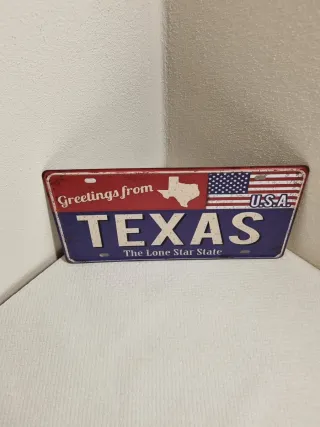 Greetings from
U.S.A.
TEXAS
The Lone Star State